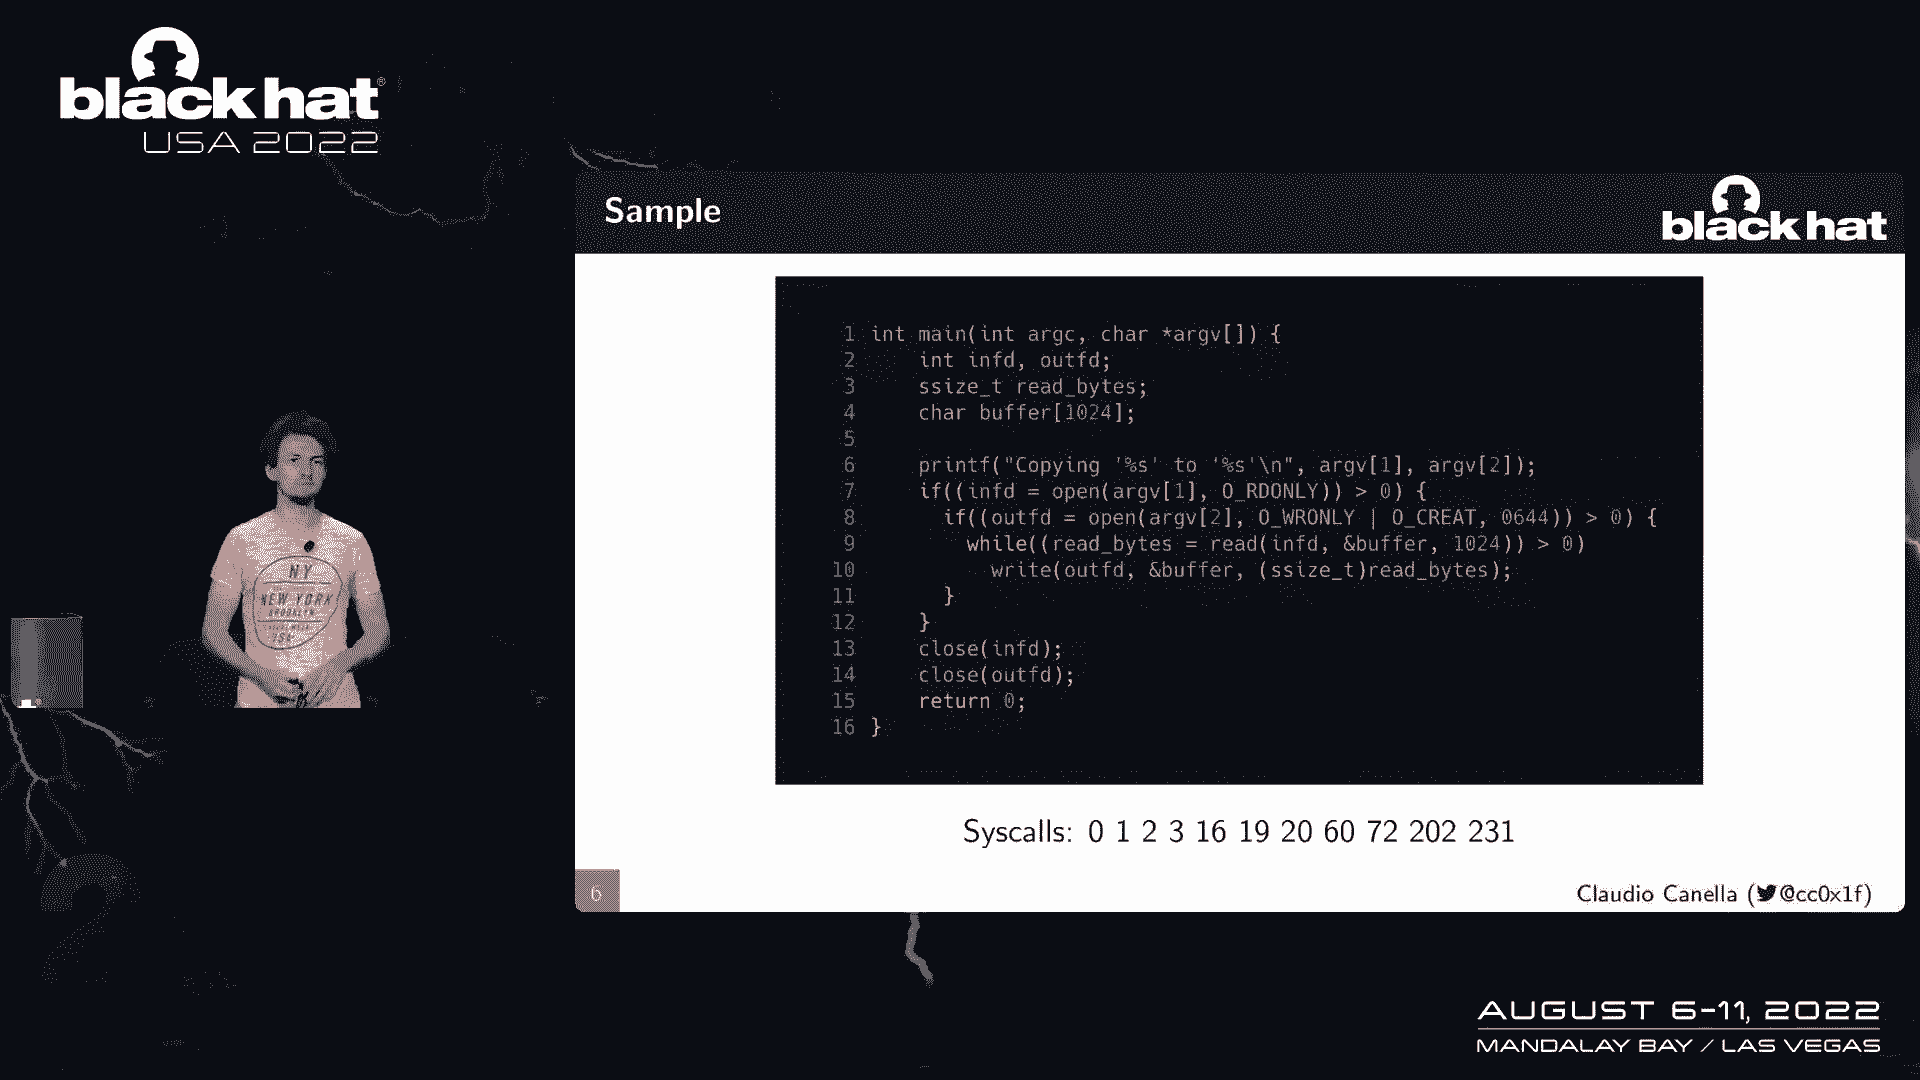 black hat®
USA 2022
Sample
black hat
1 int main(int argc, char *argv[]) {
2     int infd, outfd;
3     ssize_t read_bytes;
4     char buffer[1024];
5
6     printf("Copying '%s' to '%s'\n", argv[1], argv[2]);
7     if((infd = open(argv[1], O_RDONLY)) > 0) {
8       if((outfd = open(argv[2], O_WRONLY | O_CREAT, 0644)) > 0) {
9         while((read_bytes = read(infd, &buffer, 1024)) > 0)
10           write(outfd, &buffer, (ssize_t)read_bytes);
11       }
12     }
13     close(infd);
14     close(outfd);
15     return 0;
16 }
Syscalls: 0 1 2 3 16 19 20 60 72 202 231
6
Claudio Canella (@cc0x1f)
NY
NEW YORK
BROOKLYN
AUGUST 6-11, 2022
MANDALAY BAY / LAS VEGAS